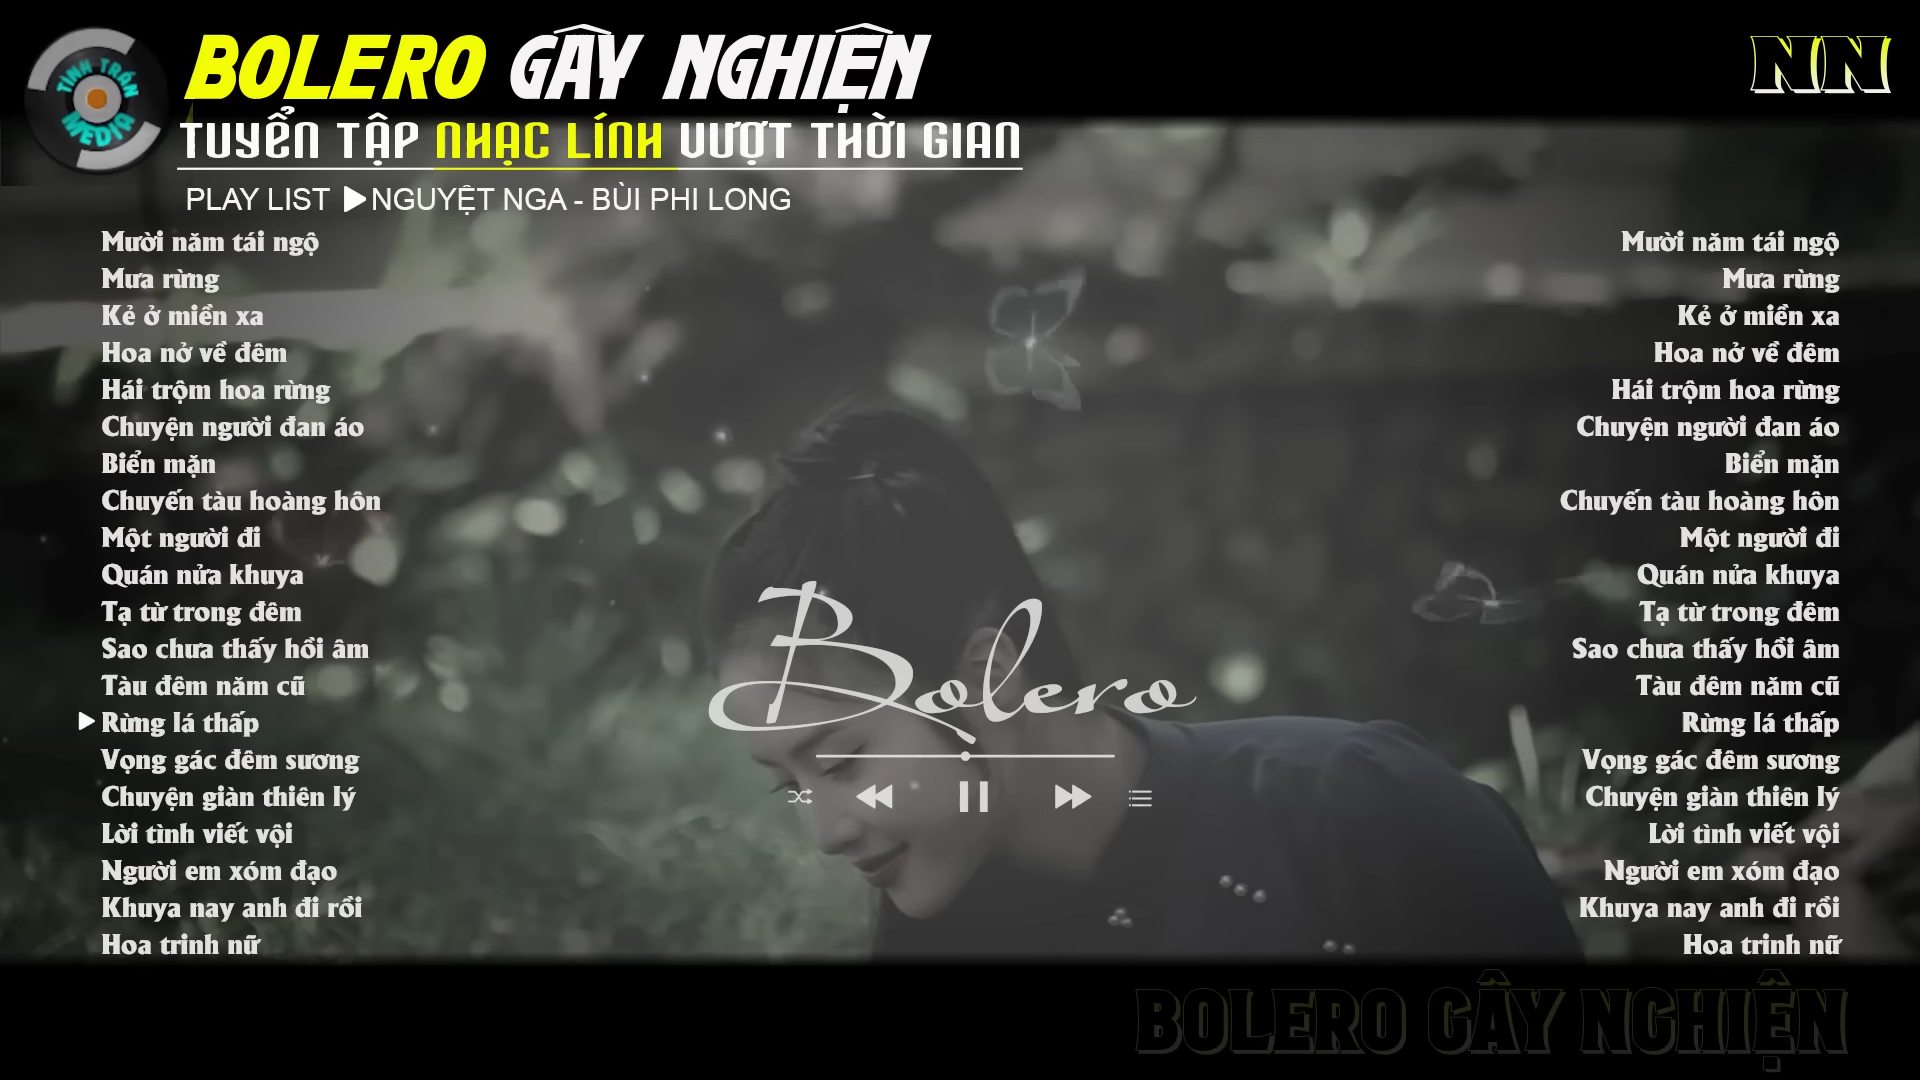 TÌNH TRẦN
MEDIA
BOLERO GÂY NGHIỆN
NN
TUYỂN TẬP NHẠC LÍNH VƯỢT THỜI GIAN
PLAY LIST ▶NGUYỆT NGA - BÙI PHI LONG
Mười năm tái ngộ
Mưa rừng
Kẻ ở miền xa
Hoa nở về đêm
Hái trộm hoa rừng
Chuyện người đan áo
Biển mặn
Chuyến tàu hoàng hôn
Một người đi
Quán nửa khuya
Tạ từ trong đêm
Sao chưa thấy hồi âm
Tàu đêm năm cũ
Rừng lá thấp
Vọng gác đêm sương
Chuyện giàn thiên lý
Lời tình viết vội
Người em xóm đạo
Khuya nay anh đi rồi
Hoa trinh nữ
Bolero
Mười năm tái ngộ
Mưa rừng
Kẻ ở miền xa
Hoa nở về đêm
Hái trộm hoa rừng
Chuyện người đan áo
Biển mặn
Chuyến tàu hoàng hôn
Một người đi
Quán nửa khuya
Tạ từ trong đêm
Sao chưa thấy hồi âm
Tàu đêm năm cũ
Rừng lá thấp
Vọng gác đêm sương
Chuyện giàn thiên lý
Lời tình viết vội
Người em xóm đạo
Khuya nay anh đi rồi
Hoa trinh nữ
BOLERO GÂY NGHIỆN